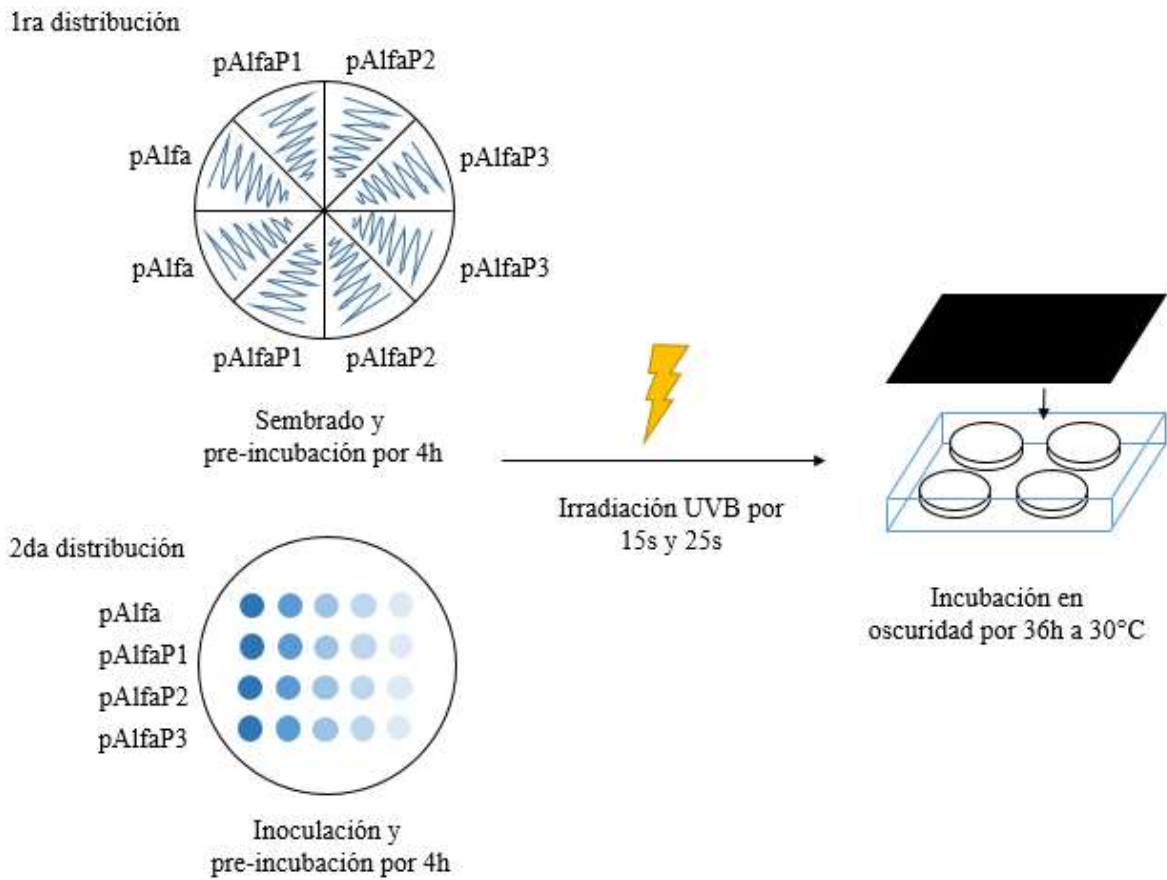 1ra distribución
pAlfaP1
pAlfaP2
pAlfa
pAlfaP3
pAlfa
pAlfaP3
pAlfaP1
pAlfaP2
Sembrado y
pre-incubación por 4h
Irradiación UVB por
15s y 25s
Incubación en
oscuridad por 36h a 30°C
2da distribución
pAlfa
pAlfaP1
pAlfaP2
pAlfaP3
Inoculación y
pre-incubación por 4h